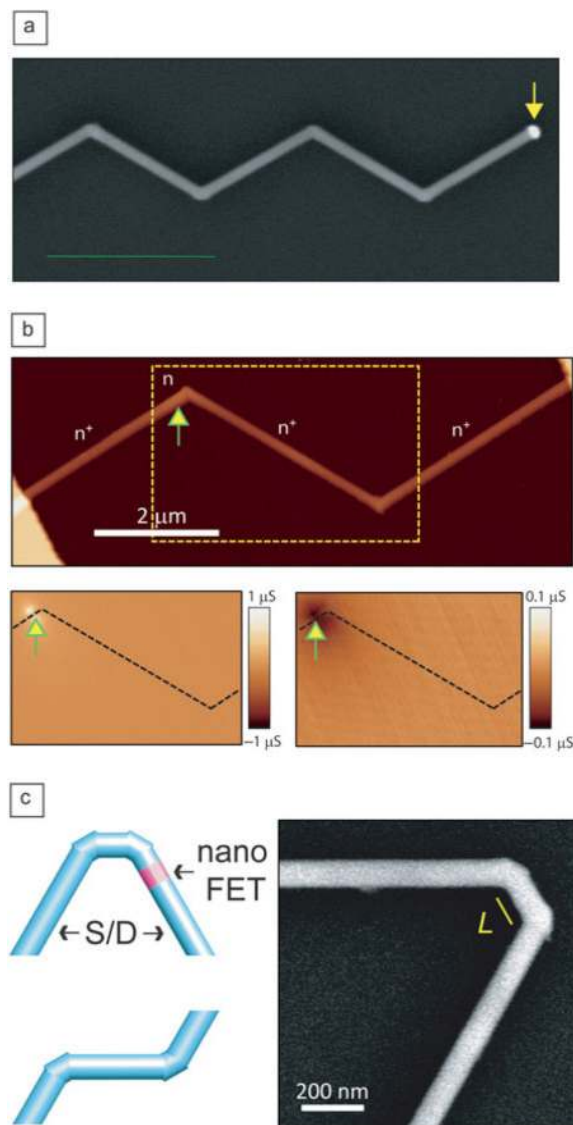 a
b
n
n⁺
n⁺
n⁺
2 μm
1 μS
−1 μS
0.1 μS
−0.1 μS
c
nano
FET
S/D
L
200 nm